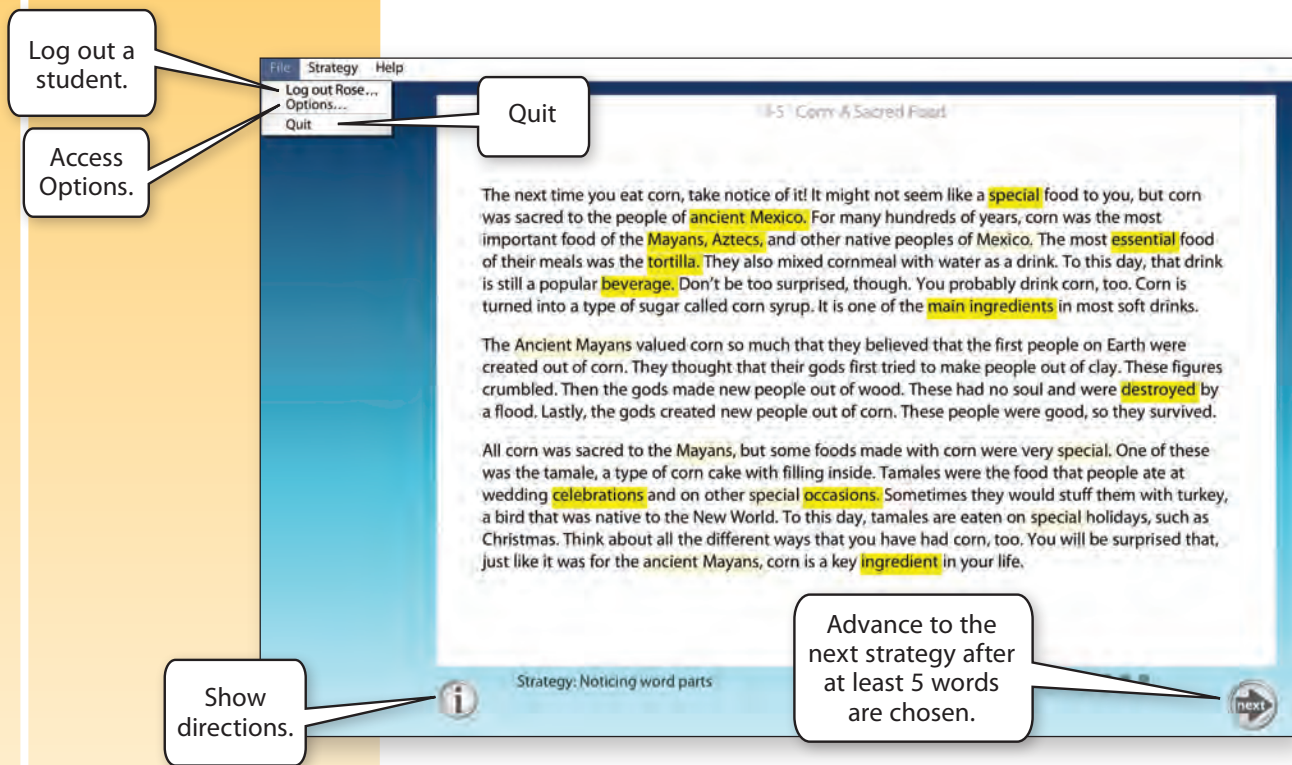 Log out a
student.
File Strategy Help
Log out Rose...
Options...
Quit
Quit
Access
Options.
Corn: A Sacred Food
The next time you eat corn, take notice of it! It might not seem like a special food to you, but corn
was sacred to the people of ancient Mexico. For many hundreds of years, corn was the most
important food of the Mayans, Aztecs, and other native peoples of Mexico. The most essential food
of their meals was the tortilla. They also mixed cornmeal with water as a drink. To this day, that drink
is still a popular beverage. Don't be too surprised, though. You probably drink corn, too. Corn is
turned into a type of sugar called corn syrup. It is one of the main ingredients in most soft drinks.
The Ancient Mayans valued corn so much that they believed that the first people on Earth were
created out of corn. They thought that their gods first tried to make people out of clay. These figures
crumbled. Then the gods made new people out of wood. These had no soul and were destroyed by
a flood. Lastly, the gods created new people out of corn. These people were good, so they survived.
All corn was sacred to the Mayans, but some foods made with corn were very special. One of these
was the tamale, a type of corn cake with filling inside. Tamales were the food that people ate at
wedding celebrations and on other special occasions. Sometimes they would stuff them with turkey,
a bird that was native to the New World. To this day, tamales are eaten on special holidays, such as
Christmas. Think about all the different ways that you have had corn, too. You will be surprised that,
just like it was for the ancient Mayans, corn is a key ingredient in your life.
Advance to the
next strategy after
at least 5 words
are chosen.
Show
directions.
i
Strategy: Noticing word parts
next